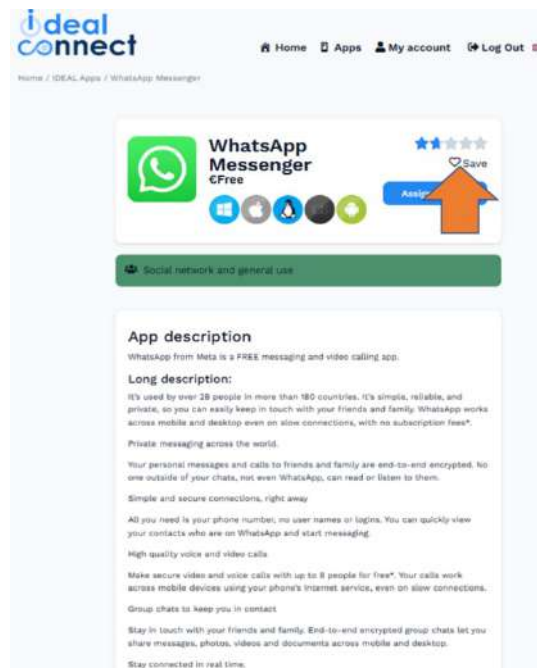 ideal
connect
Home
Apps
My account
Log Out
Home / IDEAL Apps / WhatsApp Messenger
WhatsApp
Messenger
€Free
Save
Social network and general use
App description
WhatsApp from Meta is a FREE messaging and video calling app.
Long description:
It's used by over 2B people in more than 180 countries. It's simple, reliable, and
private, so you can easily keep in touch with your friends and family. WhatsApp works
across mobile and desktop even on slow connections, with no subscription fees*.
Private messaging across the world.
Your personal messages and calls to friends and family are end-to-end encrypted. No
one outside of your chats, not even WhatsApp, can read or listen to them.
Simple and secure connections, right away
All you need is your phone number, no user names or logins. You can quickly view
your contacts who are on WhatsApp and start messaging.
High quality voice and video calls
Make secure video and voice calls with up to 8 people for free*. Your calls work
across mobile devices using your phone's Internet service, even on slow connections.
Group chats to keep you in contact
Stay in touch with your friends and family. End-to-end encrypted group chats let you
share messages, photos, videos and documents across mobile and desktop.
Stay connected in real time.